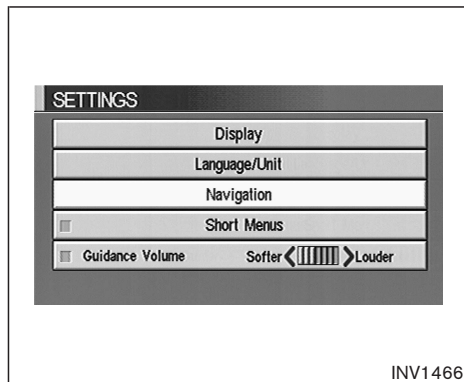 SETTINGS
Display
Language/Unit
Navigation
Short Menus
Guidance Volume Softer Louder
INV1466